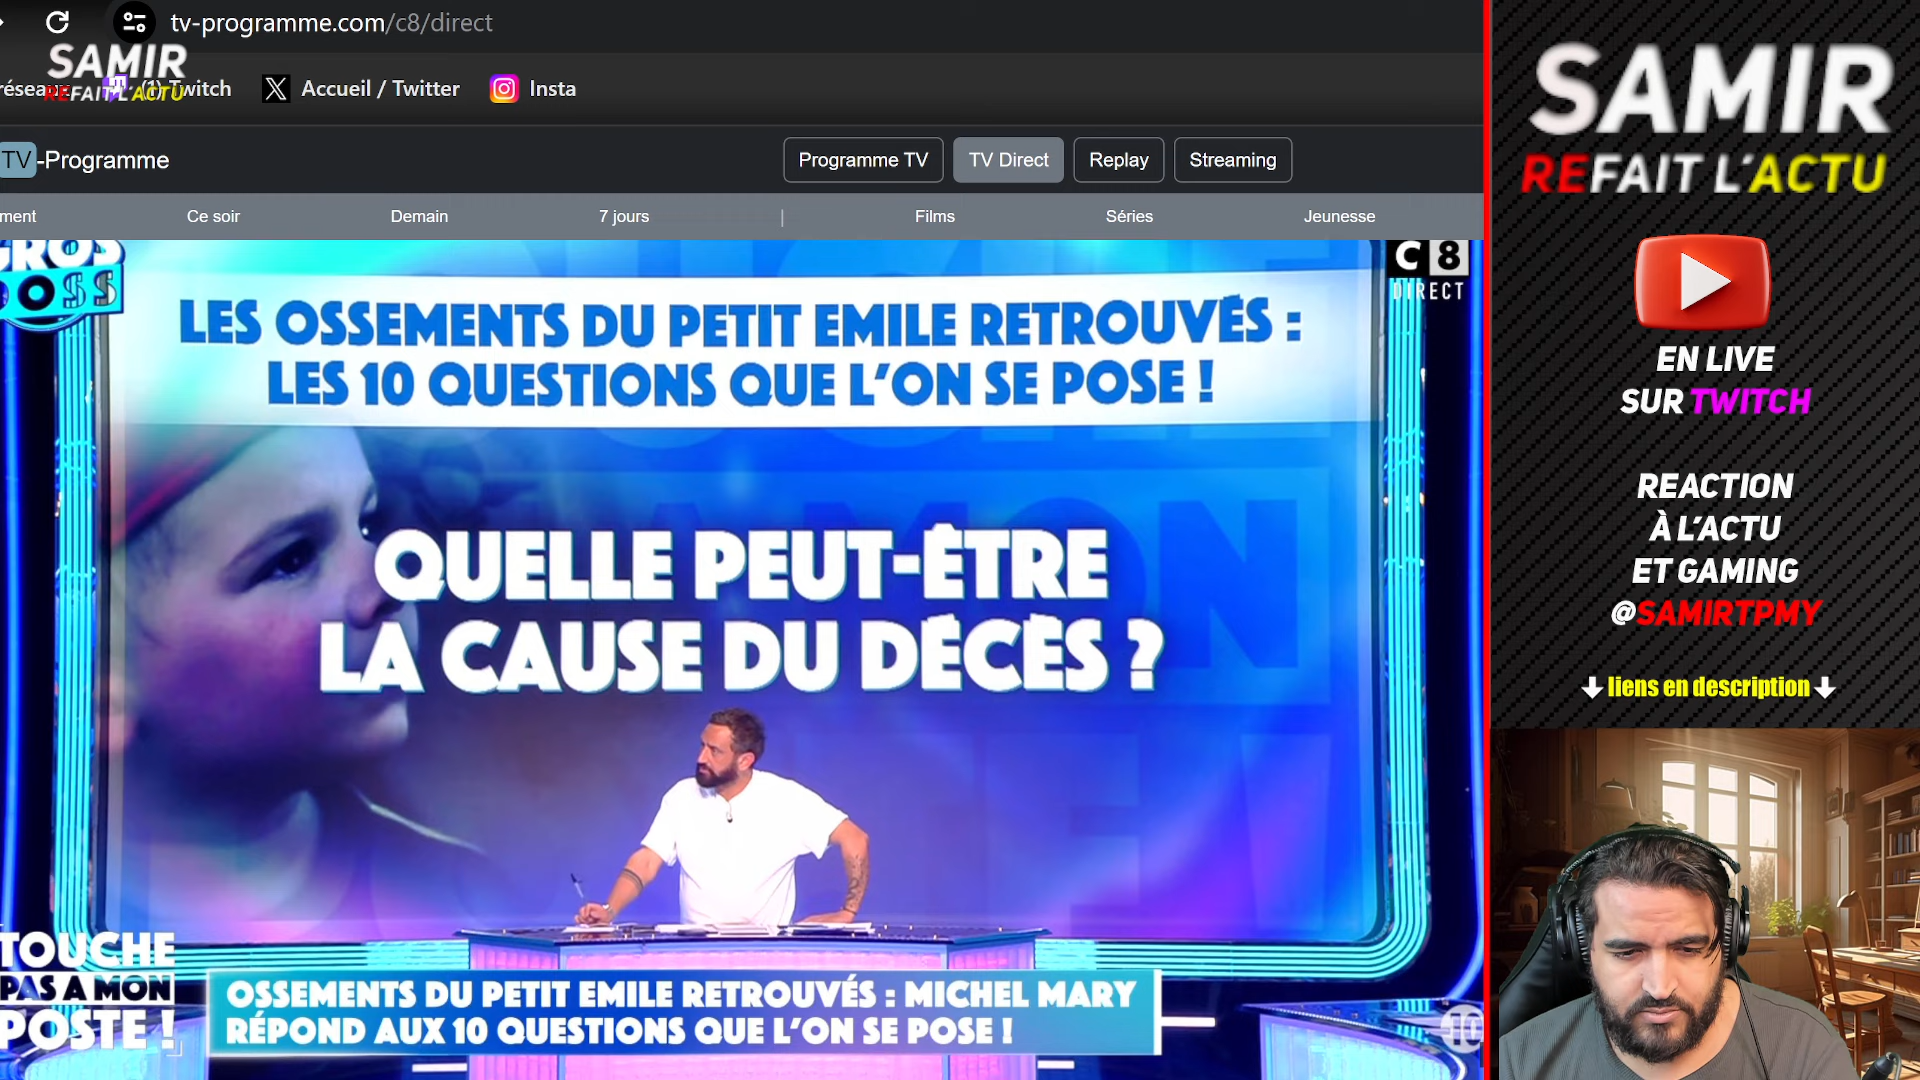 tv-programme.com/c8/direct
SAMIR
REFAIT L'ACTU
(1) Twitch
Accueil / Twitter
Insta
TV-Programme
Programme TV
TV Direct
Replay
Streaming
Ce soir
Demain
7 jours
|
Films
Séries
Jeunesse
C8
DIRECT
LES OSSEMENTS DU PETIT EMILE RETROUVÉS :
LES 10 QUESTIONS QUE L'ON SE POSE !
QUELLE PEUT-ÊTRE
LA CAUSE DU DÉCÈS ?
TOUCHE
PAS A MON
POSTE !
OSSEMENTS DU PETIT EMILE RETROUVÉS : MICHEL MARY
RÉPOND AUX 10 QUESTIONS QUE L'ON SE POSE !
SAMIR
REFAIT L'ACTU
EN LIVE
SUR TWITCH
REACTION
À L'ACTU
ET GAMING
@SAMIRTPMY
liens en description